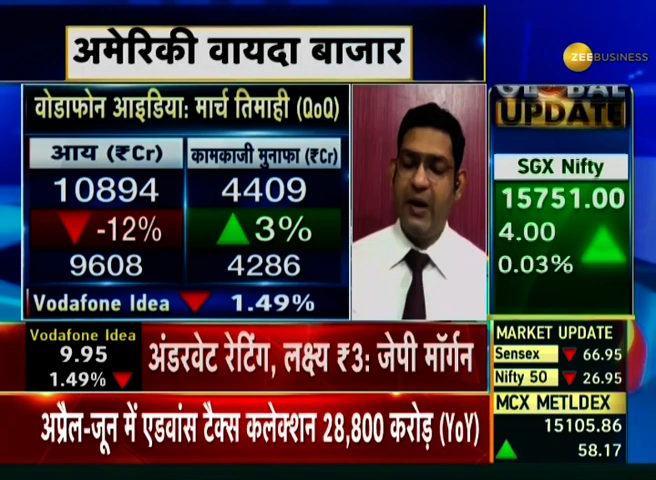 अमेरिकी वायदा बाजार
ZEEBUSINESS
वोडाफोन आइडिया: मार्च तिमाही (QoQ)
आय (₹Cr)
कामकाजी मुनाफा (₹Cr)
10894
4409
-12%
3%
9608
4286
Vodafone Idea 1.49%
GLOBAL
UPDATE
SGX Nifty
15751.00
4.00
0.03%
Vodafone Idea
9.95
1.49%
अंडरवेट रेटिंग, लक्ष्य ₹3: जेपी मॉर्गन
अप्रैल-जून में एडवांस टैक्स कलेक्शन 28,800 करोड़ (YoY)
MARKET UPDATE
Sensex 66.95
Nifty 50 26.95
MCX METLDEX
15105.86
58.17